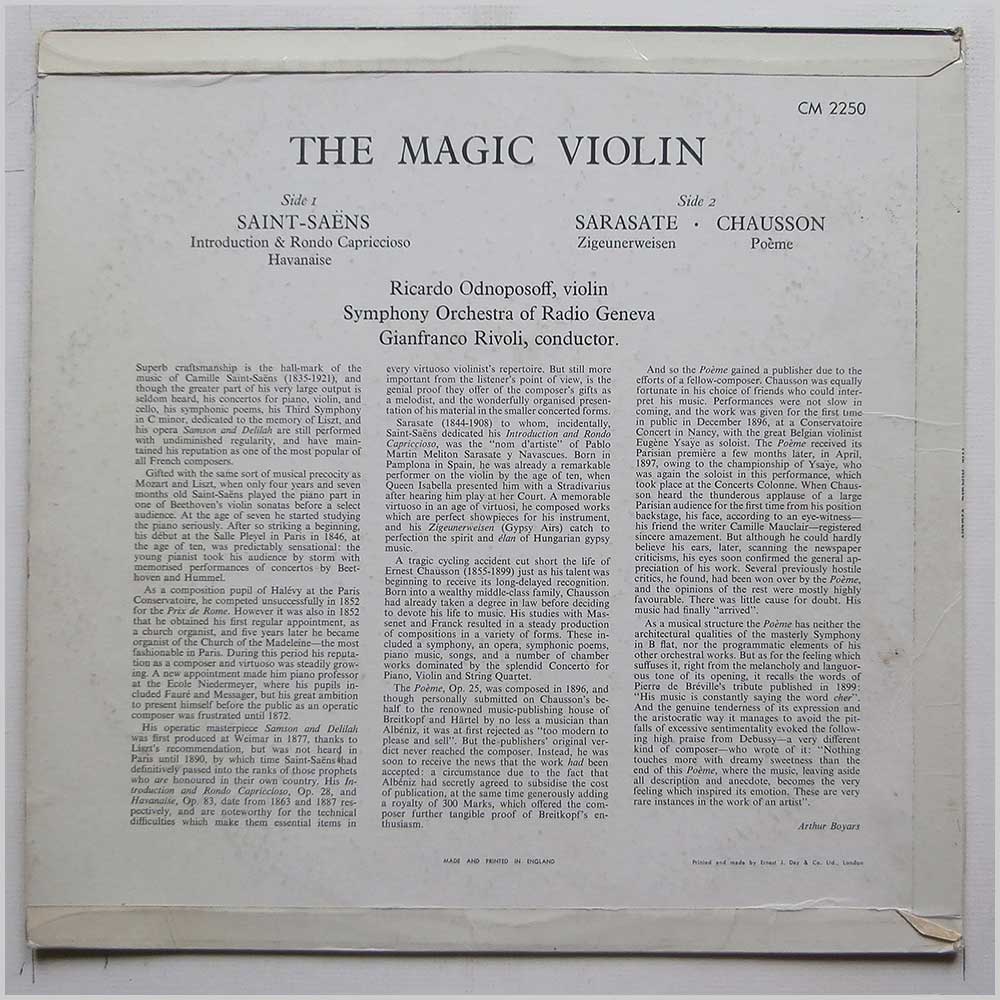 CM 2250
THE MAGIC VIOLIN
Side 1
SAINT-SAËNS
Introduction & Rondo Capriccioso
Havanaise
Side 2
SARASATE · CHAUSSON
Zigeunerweisen Poème
Ricardo Odnoposoff, violin
Symphony Orchestra of Radio Geneva
Gianfranco Rivoli, conductor.
Superb craftsmanship is the hall-mark of the
music of Camille Saint-Saëns (1835-1921), and
though the greater part of his very large output is
seldom heard, his concertos for piano, violin, and
cello, his symphonic poems, his Third Symphony
in C minor, dedicated to the memory of Liszt, and
his opera Samson and Delilah are still performed
with undiminished regularity, and have main-
tained his reputation as one of the most popular of
all French composers.
Gifted with the same sort of musical precocity as
Mozart and Liszt, when only four years and seven
months old Saint-Saëns played the piano part in
one of Beethoven's violin sonatas before a select
audience. At the age of seven he started studying
the piano seriously. After so striking a beginning,
his début at the Salle Pleyel in Paris in 1846, at
the age of ten, was predictably sensational: the
young pianist took his audience by storm with
memorised performances of concertos by Beet-
hoven and Hummel.
As a composition pupil of Halévy at the Paris
Conservatoire, he competed unsuccessfully in 1852
for the Prix de Rome. However it was also in 1852
that he obtained his first regular appointment, as
a church organist, and five years later he became
organist of the Church of the Madeleine—the most
fashionable in Paris. During this period his reputa-
tion as a composer and virtuoso was steadily grow-
ing. A new appointment made him piano professor
at the Ecole Niedermeyer, where his pupils in-
cluded Fauré and Messager, but his great ambition
to present himself before the public as an operatic
composer was frustrated until 1872.
His operatic masterpiece Samson and Delilah
was first produced at Weimar in 1877, thanks to
Liszt's recommendation, but was not heard in
Paris until 1890, by which time Saint-Saëns had
definitively passed into the ranks of those prophets
who are honoured in their own country. His In-
troduction and Rondo Capriccioso, Op. 28, and
Havanaise, Op. 83, date from 1863 and 1887 res-
pectively, and are noteworthy for the technical
difficulties which make them essential items in
every virtuoso violinist's repertoire. But still more
important from the listener's point of view, is the
genial proof they offer of the composer's gifts as
a melodist, and the wonderfully organised presen-
tation of his material in the smaller concerted forms.
Sarasate (1844-1908) to whom, incidentally,
Saint-Saëns dedicated his Introduction and Rondo
Capriccioso, was the "nom d'artiste" of Pablo
Martin Meliton Sarasate y Navascues. Born in
Pamplona in Spain, he was already a remarkable
performer on the violin by the age of ten, when
Queen Isabella presented him with a Stradivarius
after hearing him play at her Court. A memorable
virtuoso in an age of virtuosi, he composed works
which are perfect showpieces for his instrument,
and his Zigeunerweisen (Gypsy Airs) catch to
perfection the spirit and élan of Hungarian gypsy
music.
A tragic cycling accident cut short the life of
Ernest Chausson (1855-1899) just as his talent was
beginning to receive its long-delayed recognition.
Born into a wealthy middle-class family, Chausson
had already taken a degree in law before deciding
to devote his life to music. His studies with Mas-
senet and Franck resulted in a steady production
of compositions in a variety of forms. These in-
cluded a symphony, an opera, symphonic poems,
piano music, songs, and a number of chamber
works dominated by the splendid Concerto for
Piano, Violin and String Quartet.
The Poème, Op. 25, was composed in 1896, and
though personally submitted on Chausson's be-
half to the renowned music-publishing house of
Breitkopf and Härtel by no less a musician than
Albéniz, it was at first rejected as "too modern to
please and sell". But the publishers' original ver-
dict never reached the composer. Instead, he was
soon to receive the news that the work had been
accepted: a circumstance due to the fact that
Albéniz had secretly agreed to subsidise the cost
of publication, at the same time generously adding
a royalty of 300 Marks, which offered the com-
poser further tangible proof of Breitkopf's en-
thusiasm.
And so the Poème gained a publisher due to the
efforts of a fellow-composer. Chausson was equally
fortunate in his choice of friends who could inter-
pret his music. Performances were not slow in
coming, and the work was given for the first time
in public in December 1896, at a Conservatoire
Concert in Nancy, with the great Belgian violinist
Eugène Ysaye as soloist. The Poème received its
Parisian première a few months later, in April,
1897, owing to the championship of Ysaye, who
was again the soloist in this performance, which
took place at the Concerts Colonne. When Chaus-
son heard the thunderous applause of a large
Parisian audience for the first time from his position
backstage, his face, according to an eye-witness—
his friend the writer Camille Mauclair—registered
sincere amazement. But although he could hardly
believe his ears, later, scanning the newspaper
criticisms, his eyes soon confirmed the general ap-
preciation of his work. Several previously hostile
critics, he found, had been won over by the Poème,
and the opinions of the rest were mostly highly
favourable. There was little cause for doubt. His
music had finally "arrived".
As a musical structure the Poème has neither the
architectural qualities of the masterly Symphony
in B flat, nor the programmatic elements of his
other orchestral works. But as for the feeling which
suffuses it, right from the melancholy and languor-
ous tone of its opening, it recalls the words of
Pierre de Bréville's tribute published in 1899:
"His music is constantly saying the word cher".
And the genuine tenderness of its expression and
the aristocratic way it manages to avoid the pit-
falls of excessive sentimentality evoked the follow-
ing high praise from Debussy—a very different
kind of composer—who wrote of it: "Nothing
touches more with dreamy sweetness than the
end of this Poème, where the music, leaving aside
all description and anecdote, becomes the very
feeling which inspired its emotion. These are very
rare instances in the work of an artist".
Arthur Boyars
MADE AND PRINTED IN ENGLAND
Printed and made by Ernest J. Day & Co. Ltd., London